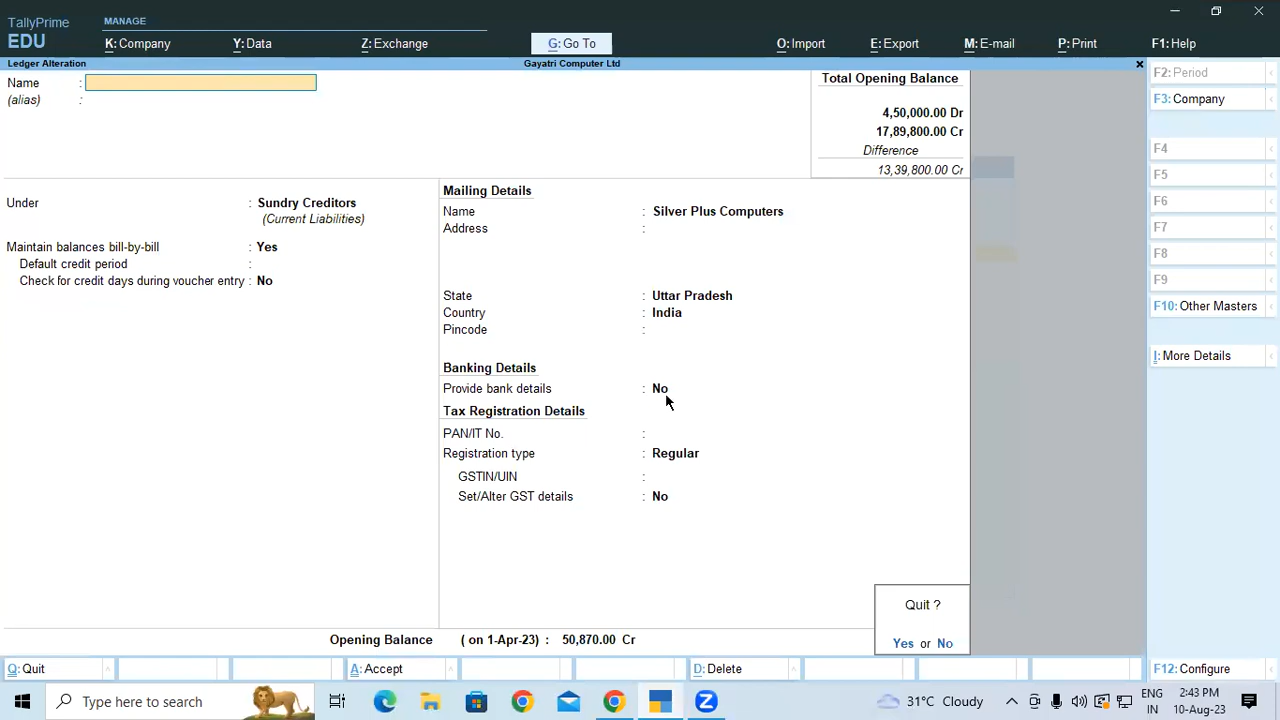 TallyPrime
EDU
MANAGE
K: Company
Y: Data
Z: Exchange
G: Go To
O: Import
E: Export
M: E-mail
P: Print
F1: Help
Ledger Alteration
Gayatri Computer Ltd
Name :
(alias) :
Total Opening Balance
4,50,000.00 Dr
17,89,800.00 Cr
Difference
13,39,800.00 Cr
Under : Sundry Creditors
(Current Liabilities)
Maintain balances bill-by-bill : Yes
Default credit period :
Check for credit days during voucher entry : No
Mailing Details
Name : Silver Plus Computers
Address :
State : Uttar Pradesh
Country : India
Pincode :
Banking Details
Provide bank details : No
Tax Registration Details
PAN/IT No. :
Registration type : Regular
GSTIN/UIN :
Set/Alter GST details : No
Quit ?
Yes or No
Opening Balance ( on 1-Apr-23) : 50,870.00 Cr
F2: Period
F3: Company
F4
F5
F6
F7
F8
F9
F10: Other Masters
I: More Details
Q: Quit
A: Accept
D: Delete
F12: Configure
Type here to search
31°C Cloudy
ENG
IN
2:43 PM
10-Aug-23